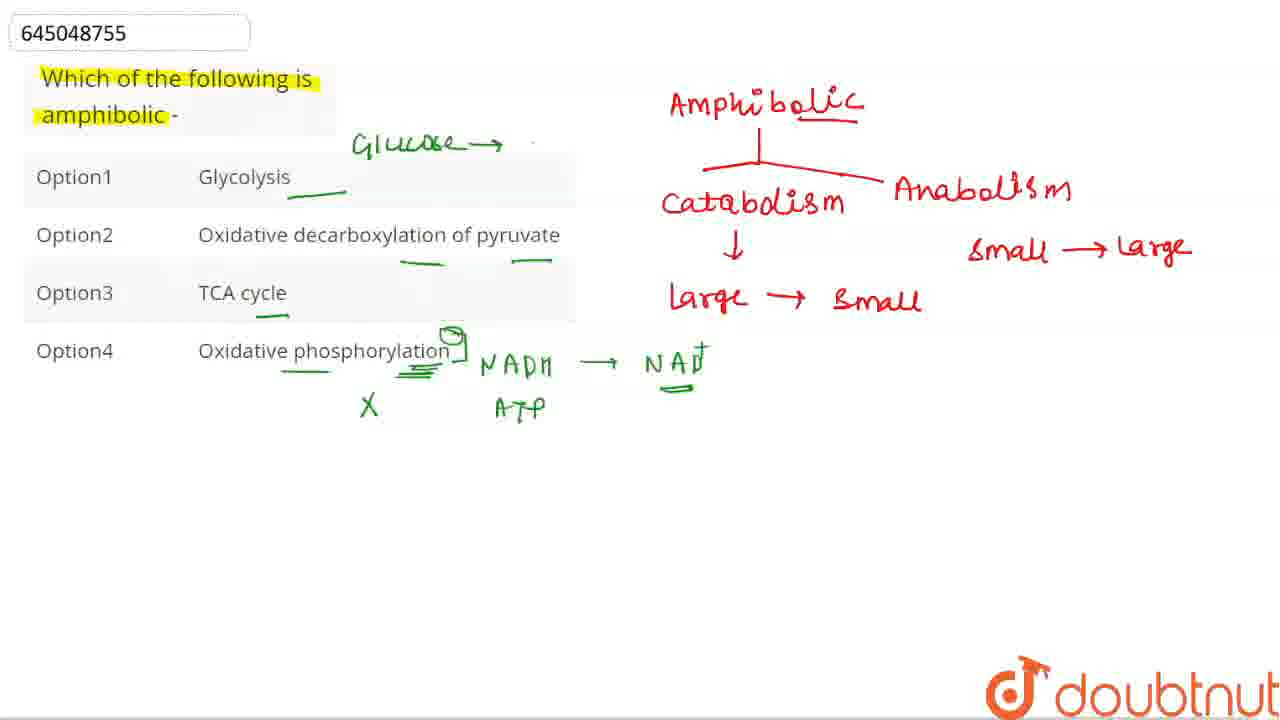 645048755
Which of the following is
amphibolic -
Glucose →
Option1 Glycolysis
Option2 Oxidative decarboxylation of pyruvate
Option3 TCA cycle
Option4 Oxidative phosphorylation
NADH → NAD+
X ATP
Amphibolic
Catabolism Anabolism
Small → Large
Large → Small
doubtnut